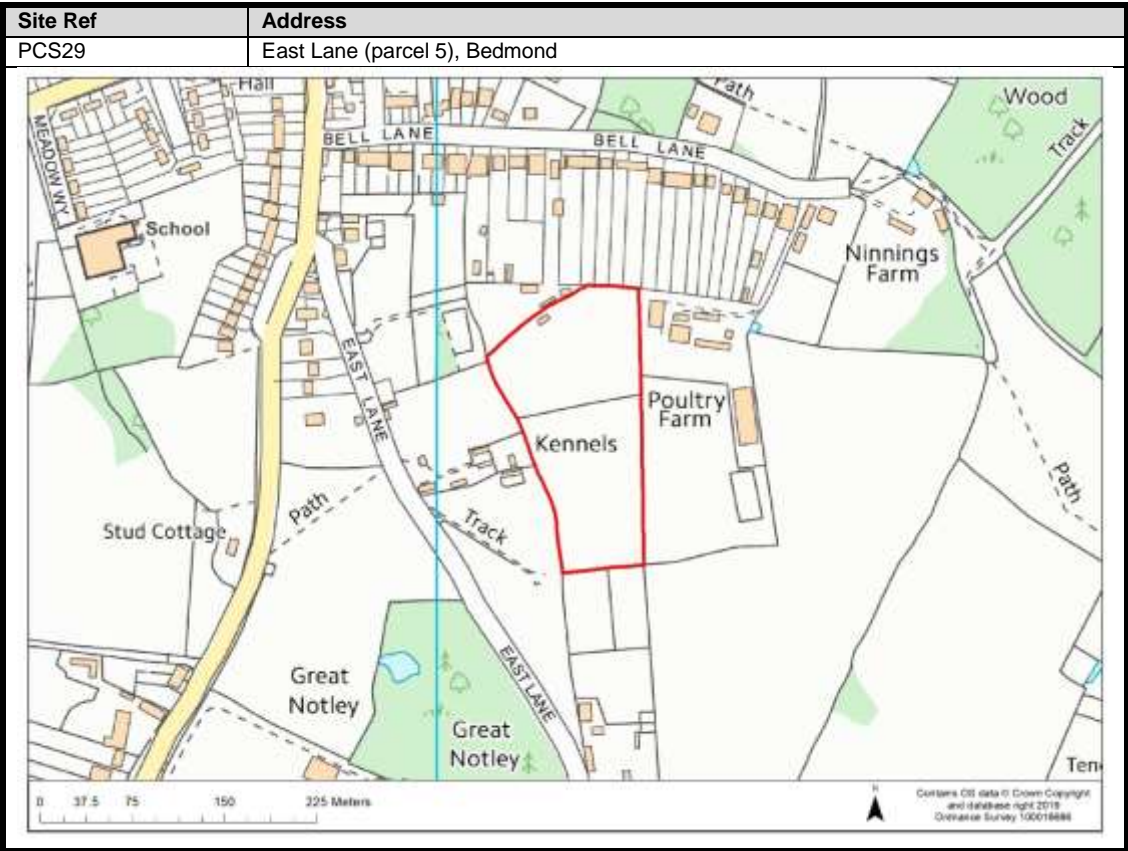 Site Ref Address
PCS29 East Lane (parcel 5), Bedmond
Hall
Path
Wood
MEADOW WY
BELL LANE
BELL LANE
Track
School
Ninnings
Farm
EAST LANE
Poultry
Farm
Kennels
Path
Path
Stud Cottage
Track
Great
Notley
EAST LANE
Great
Notley
Ten
0 37.5 75 150 225 Meters
N
Contains OS data © Crown Copyright
and database right 2019
Ordnance Survey 100018686